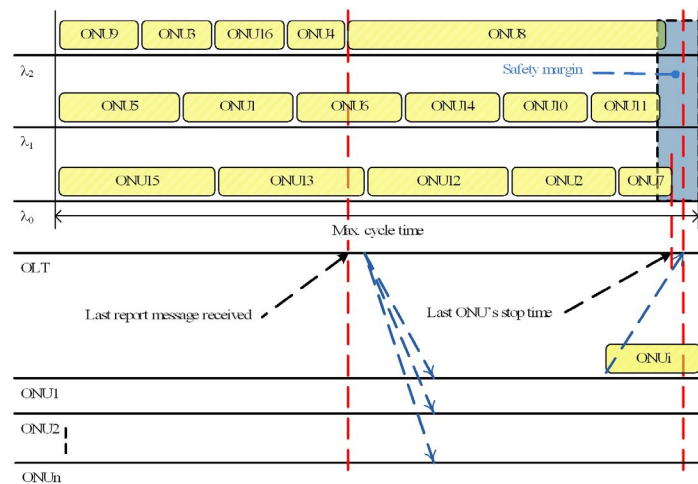 ONU9 ONU3 ONU16 ONU4 ONU8
λ2
Safety margin
ONU5 ONU1 ONU6 ONU14 ONU10 ONU11
λ1
ONU15 ONU13 ONU12 ONU2 ONU7
λ0
Max. cycle time
OLT
Last report message received
Last ONU`s stop time
ONUi
ONU1
ONU2
ONUn